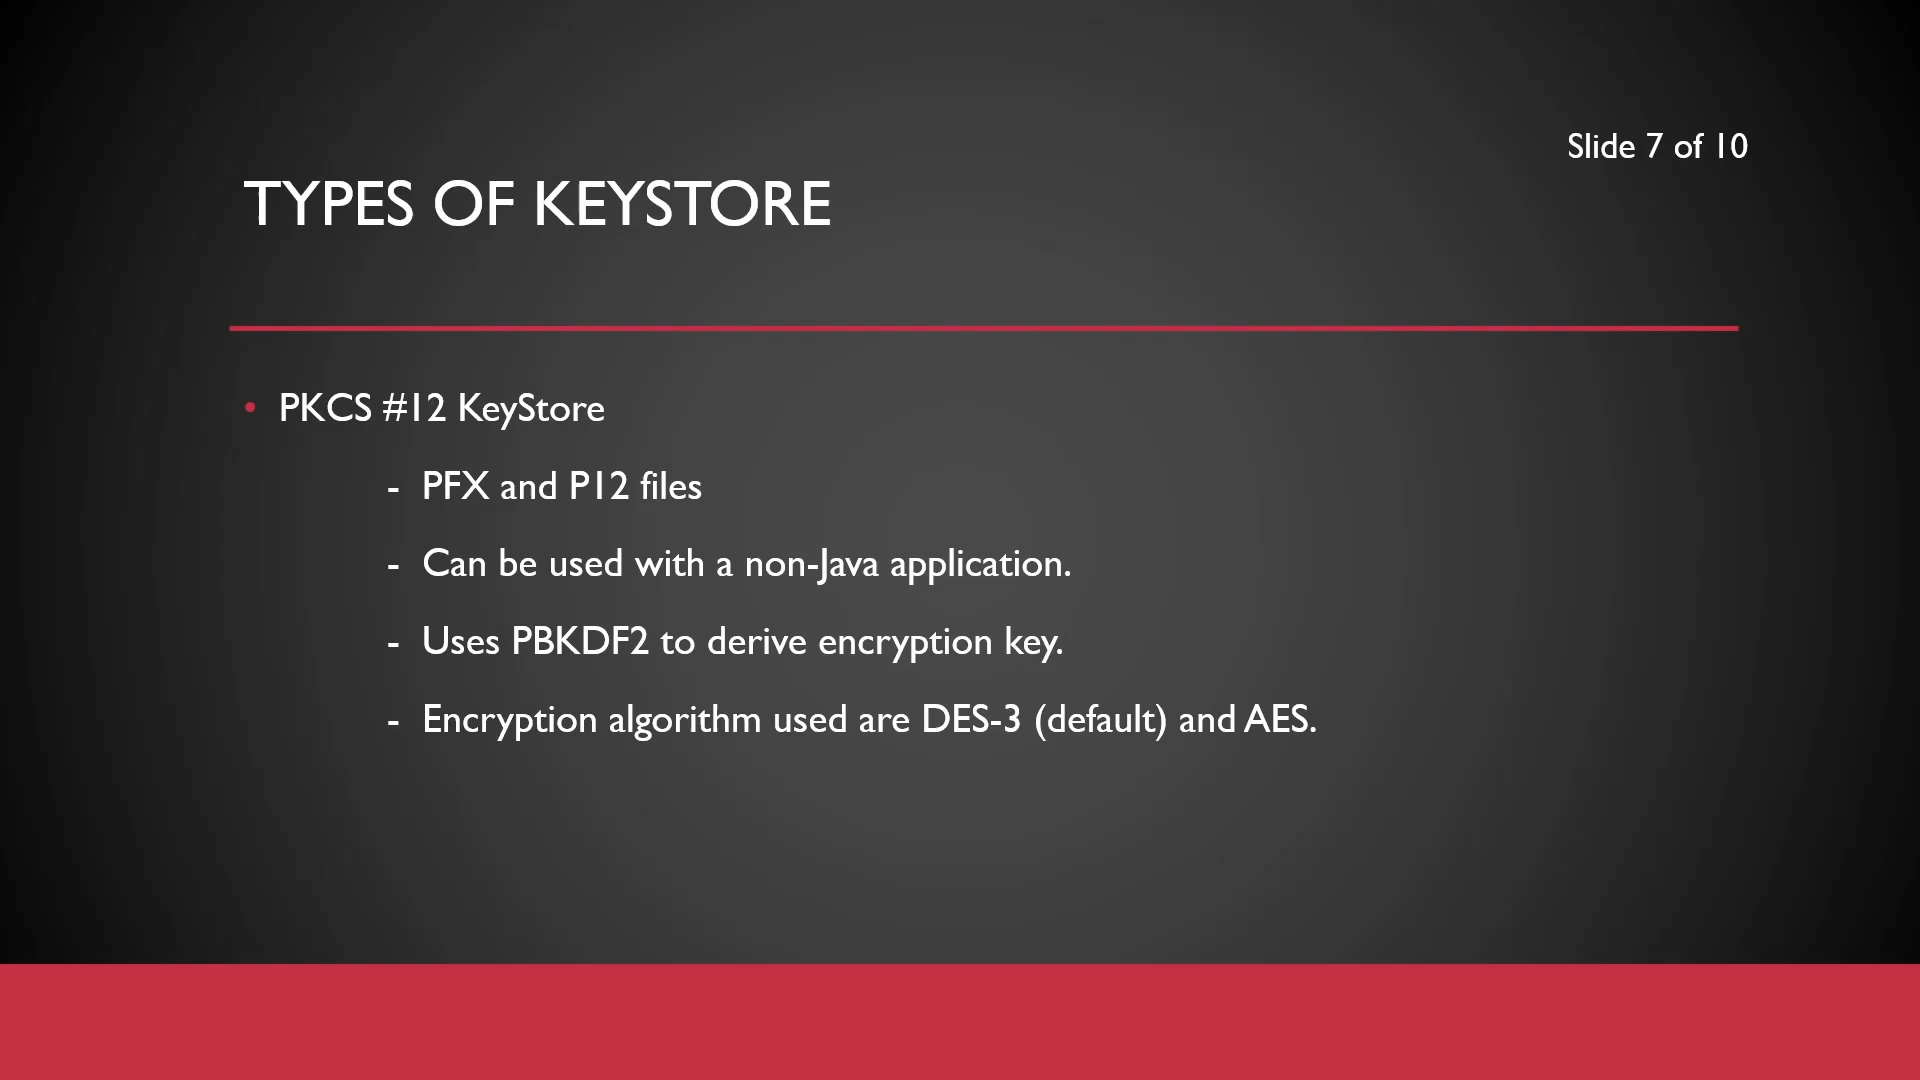 Slide 7 of 10
TYPES OF KEYSTORE
• PKCS #12 KeyStore
- PFX and P12 files
- Can be used with a non-Java application.
- Uses PBKDF2 to derive encryption key.
- Encryption algorithm used are DES-3 (default) and AES.